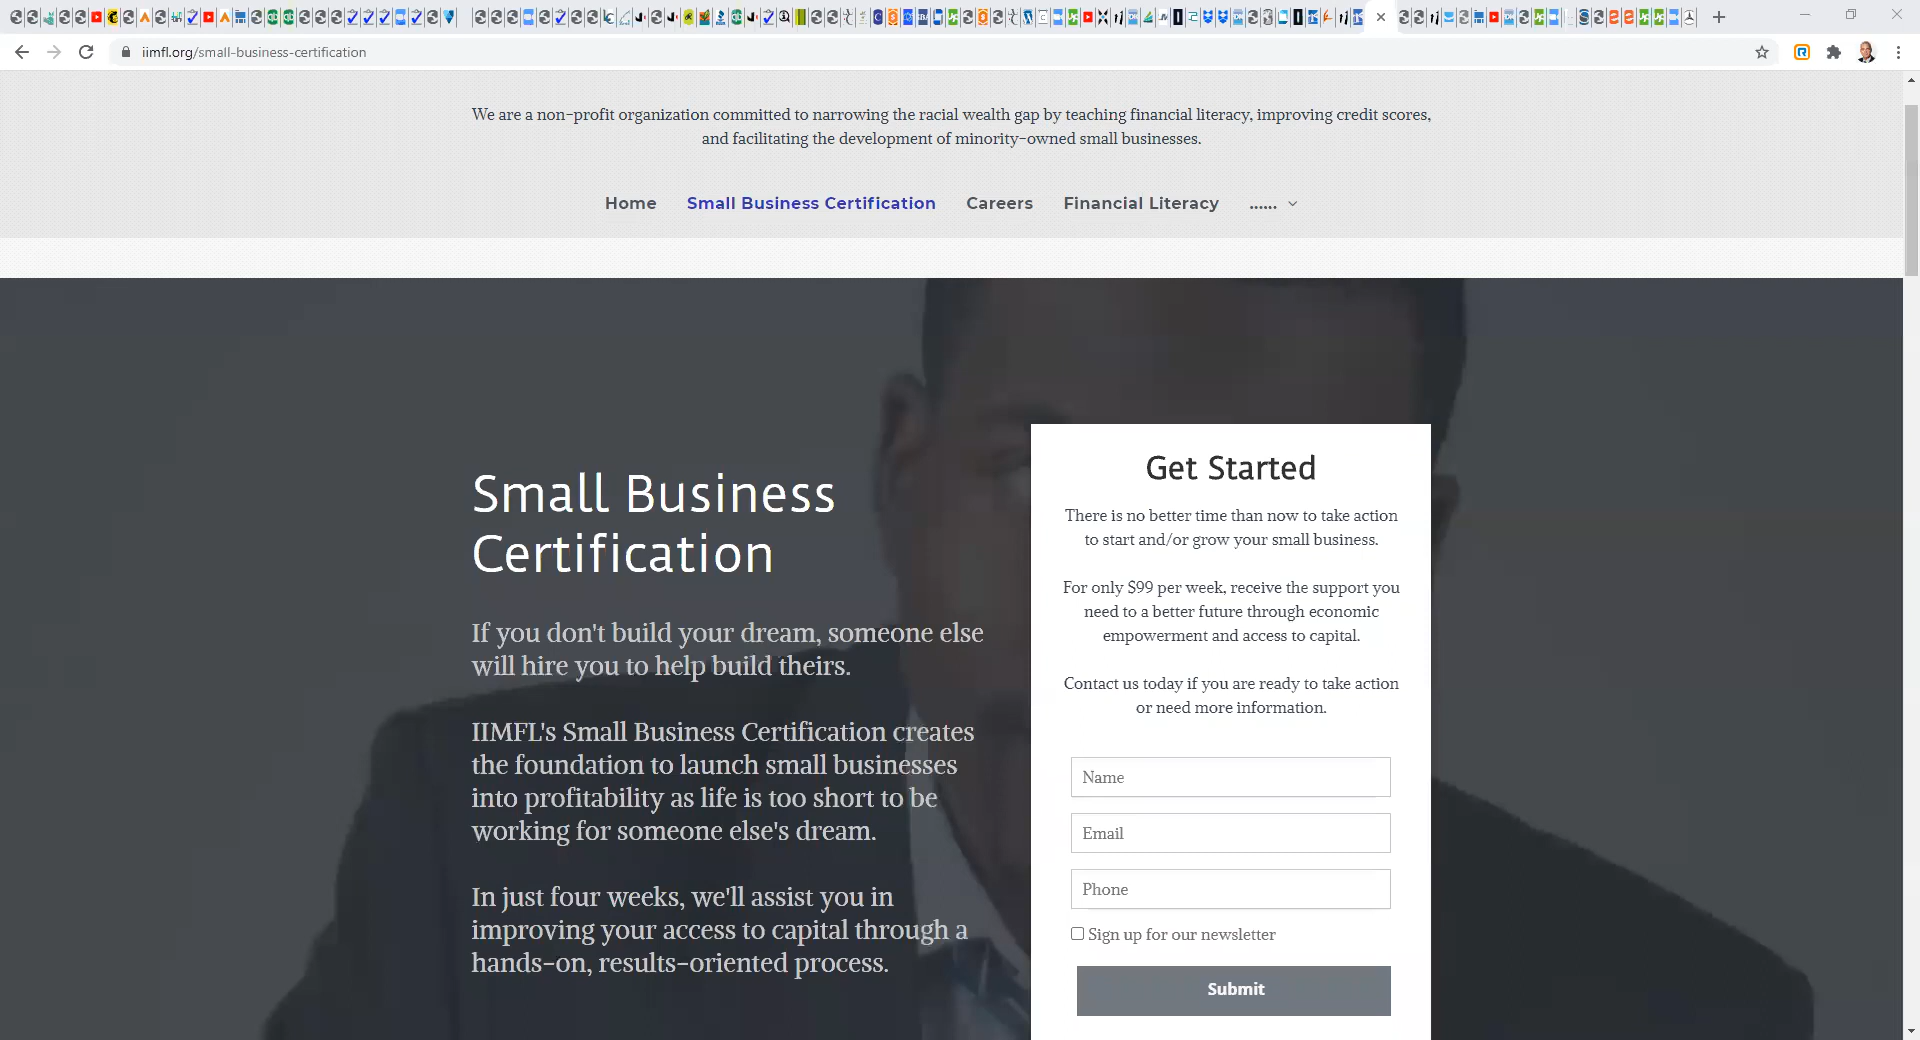 iimfl.org/small-business-certification
We are a non-profit organization committed to narrowing the racial wealth gap by teaching financial literacy, improving credit scores,
and facilitating the development of minority-owned small businesses.
Home Small Business Certification Careers Financial Literacy ......
Small Business
Certification
If you don't build your dream, someone else
will hire you to help build theirs.
IIMFL's Small Business Certification creates
the foundation to launch small businesses
into profitability as life is too short to be
working for someone else's dream.
In just four weeks, we'll assist you in
improving your access to capital through a
hands-on, results-oriented process.
Get Started
There is no better time than now to take action
to start and/or grow your small business.
For only $99 per week, receive the support you
need to a better future through economic
empowerment and access to capital.
Contact us today if you are ready to take action
or need more information.
Name
Email
Phone
Sign up for our newsletter
Submit